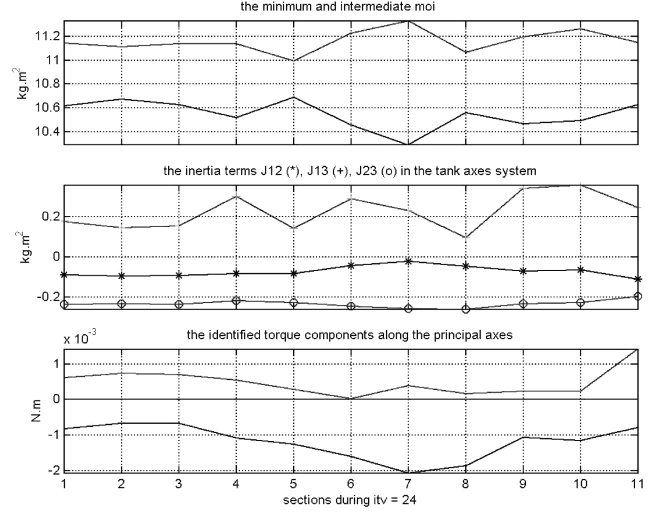 the minimum and intermediate moi
11.2
11
10.8
10.6
10.4
kg.m²
the inertia terms J12 (*), J13 (+), J23 (o) in the tank axes system
0.2
0
-0.2
kg.m²
the identified torque components along the principal axes
x 10⁻³
1
0
-1
-2
N.m
1 2 3 4 5 6 7 8 9 10 11
sections during itv = 24